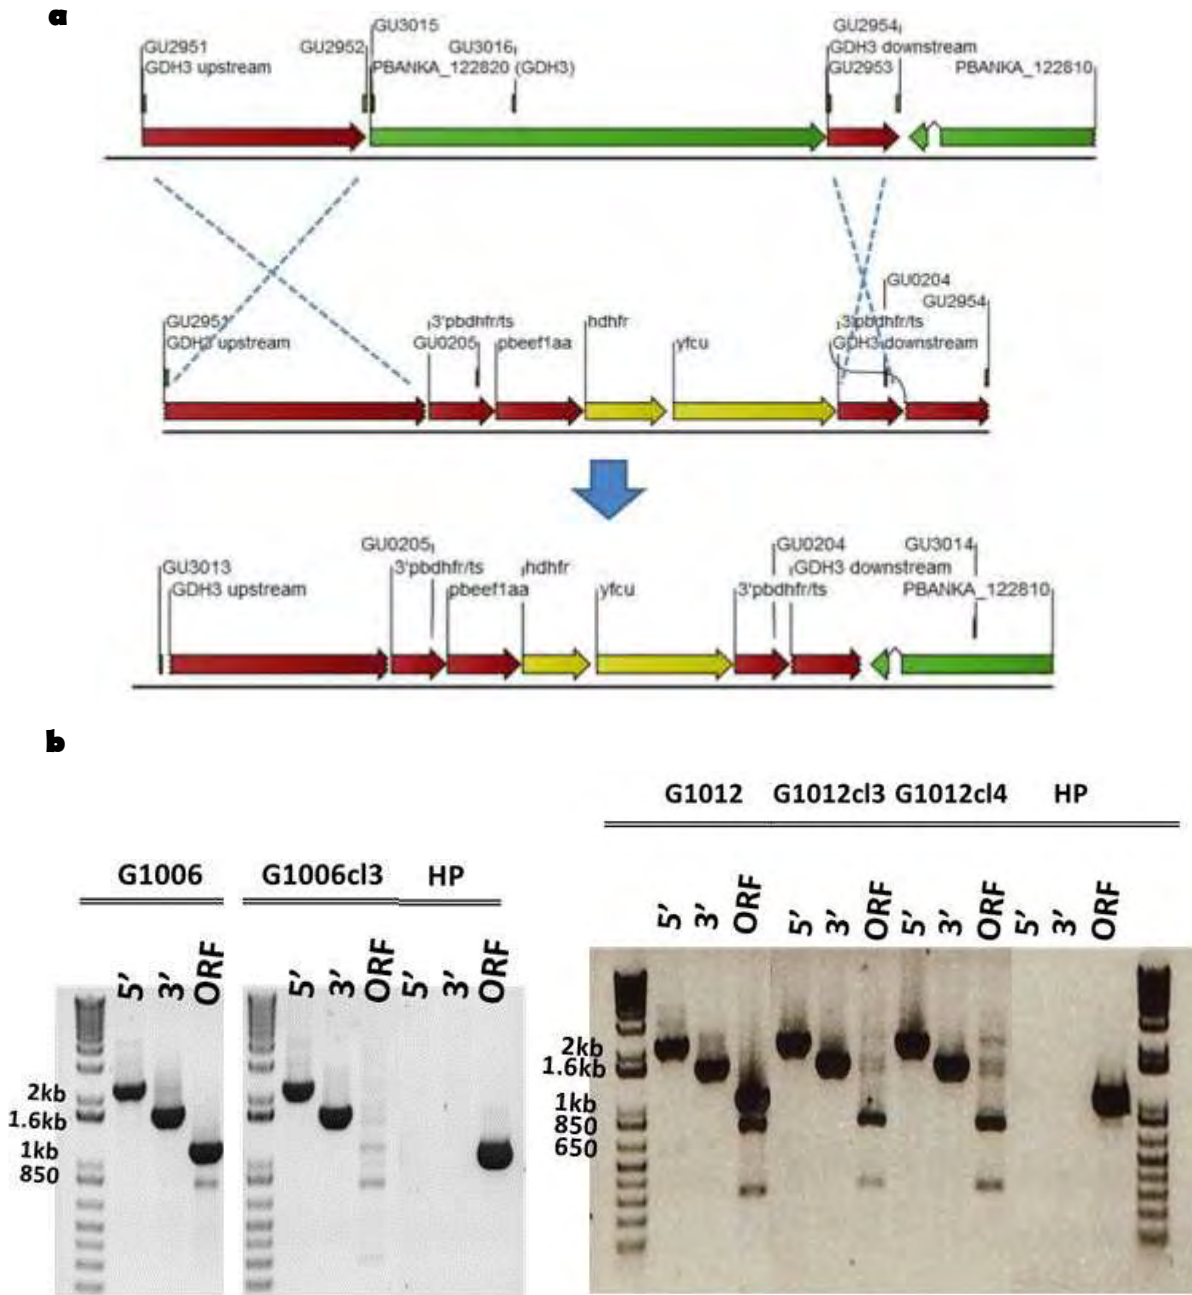 a
GU3015
GU2954
GU2951 GU2952 GU3016 GDH3 downstream
GDH3 upstream PBANKA_122820 (GDH3) GU2953 PBANKA_122810
GU0204
GU2954
GU2951 3'pbdhfr/ts hdhfr 3'pbdhfr/ts
GDH3 upstream GU0205 pbeef1aa yfcu GDH3 downstream
GU0205 GU0204 GU3014
GU3013 3'pbdhfr/ts hdhfr GDH3 downstream
GDH3 upstream pbeef1aa yfcu 3'pbdhfr/ts PBANKA_122810
b
G1012 G1012cl3 G1012cl4 HP
G1006 G1006cl3 HP
5' 3' ORF 5' 3' ORF 5' 3' ORF 5' 3' ORF
5' 3' ORF 5' 3' ORF 5' 3' ORF
2kb
1.6kb
1kb
850
650
2kb
1.6kb
1kb
850